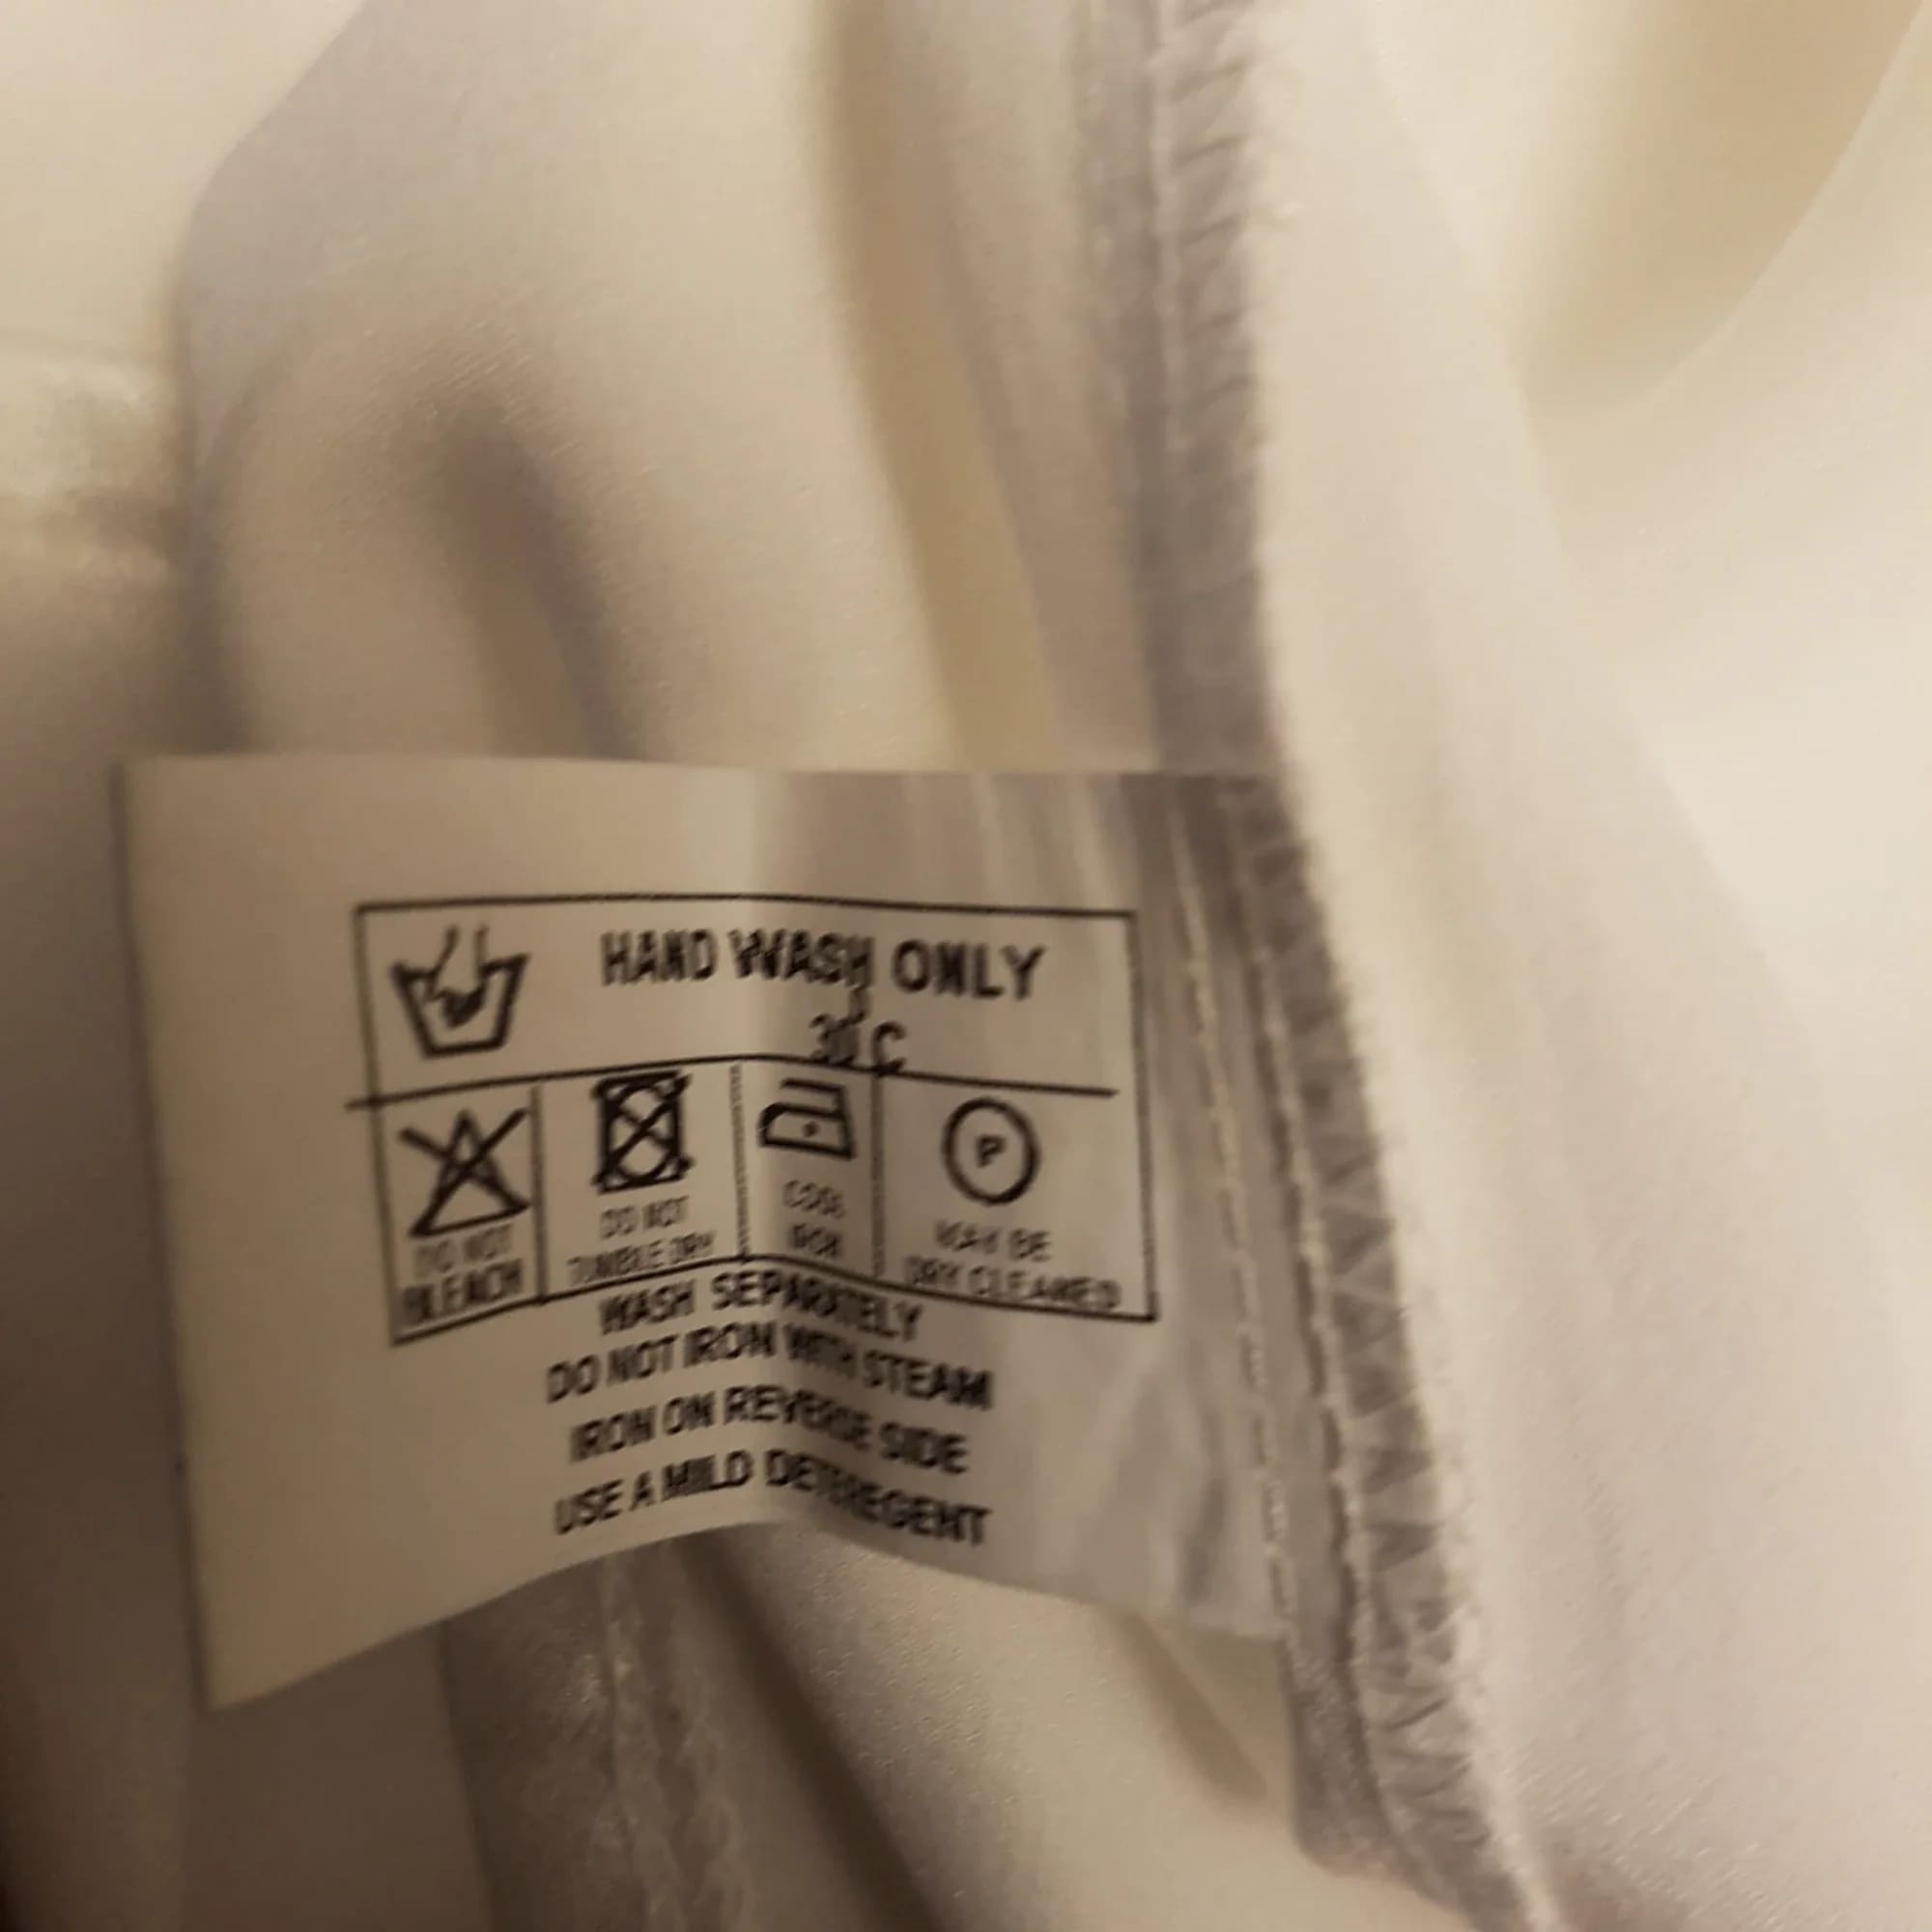 HAND WASH ONLY
30°C
DO NOT
BLEACH
DO NOT
TUMBLE DRY
COOL
IRON
P
MAY BE
DRY CLEANED
WASH SEPARATELY
DO NOT IRON WITH STEAM
IRON ON REVERSE SIDE
USE A MILD DETEREGENT